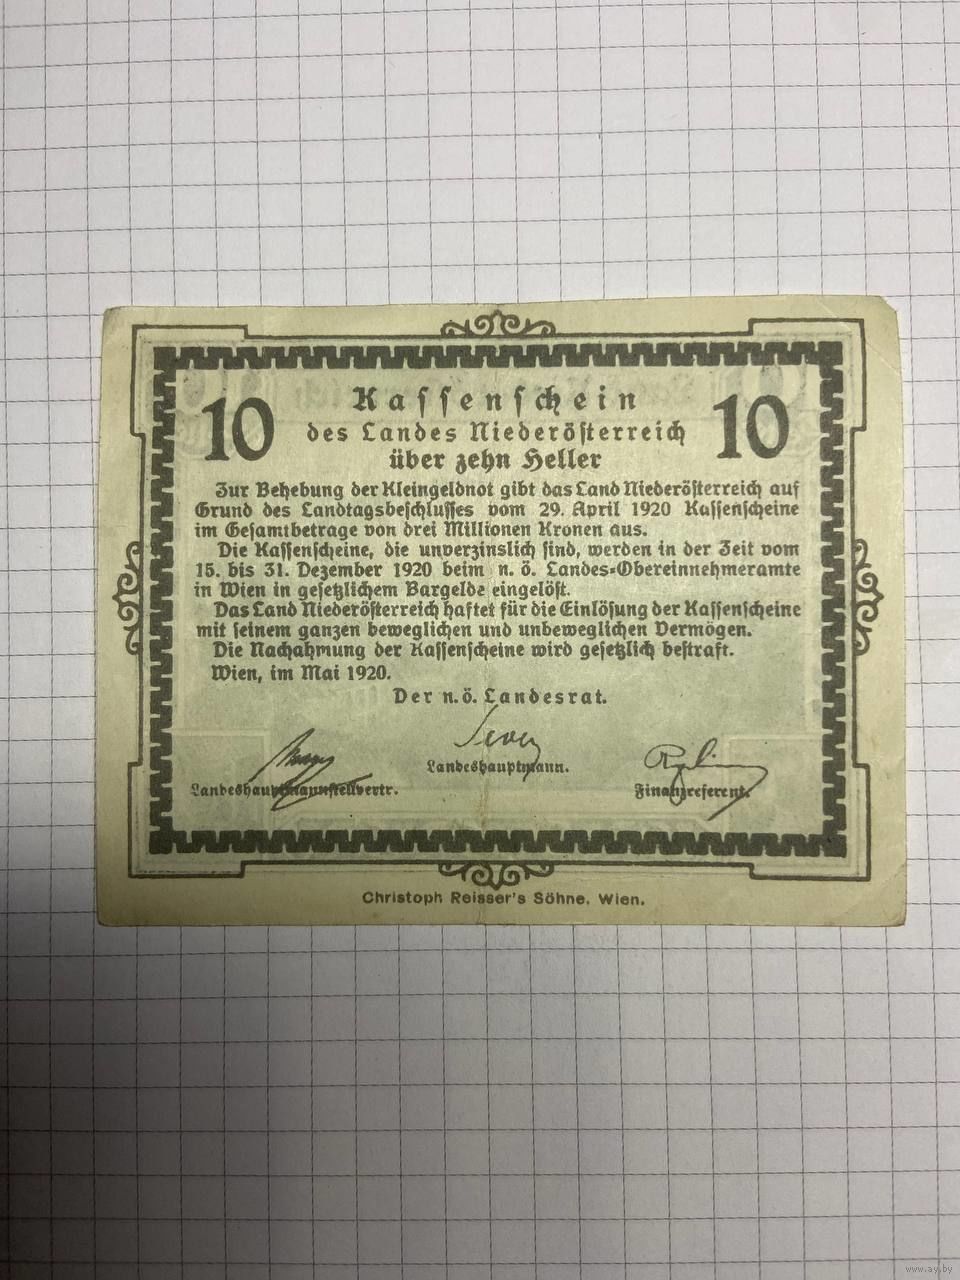 10 Kassenschein 10
des Landes Niederösterreich
über zehn Heller
Zur Behebung der Kleingeldnot gibt das Land Niederösterreich auf
Grund des Landtagsbeschlusses vom 29. April 1920 Kassenscheine
im Gesamtbetrage von drei Millionen Kronen aus.
Die Kassenscheine, die unverzinslich sind, werden in der Zeit vom
15. bis 31. Dezember 1920 beim n. ö. Landes-Obereinnehmeramte
in Wien in gesetzlichem Bargelde eingelöst.
Das Land Niederösterreich haftet für die Einlösung der Kassenscheine
mit seinem ganzen beweglichen und unbeweglichen Vermögen.
Die Nachahmung der Kassenscheine wird gesetzlich bestraft.
Wien, im Mai 1920.
Der n. ö. Landesrat.
Landeshauptmann.
Landeshauptmannstellvertr. Finanzreferent.
Christoph Reisser's Söhne, Wien.
www.ay.by